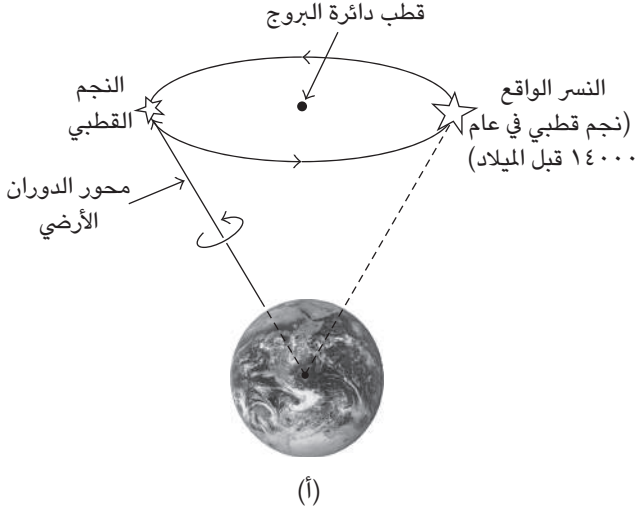 قطب دائرة البروج
النسر الواقع
(نجم قطبي في عام
١٤٠٠٠ قبل الميلاد)
النجم
القطبي
محور الدوران
الأرضي
(أ)